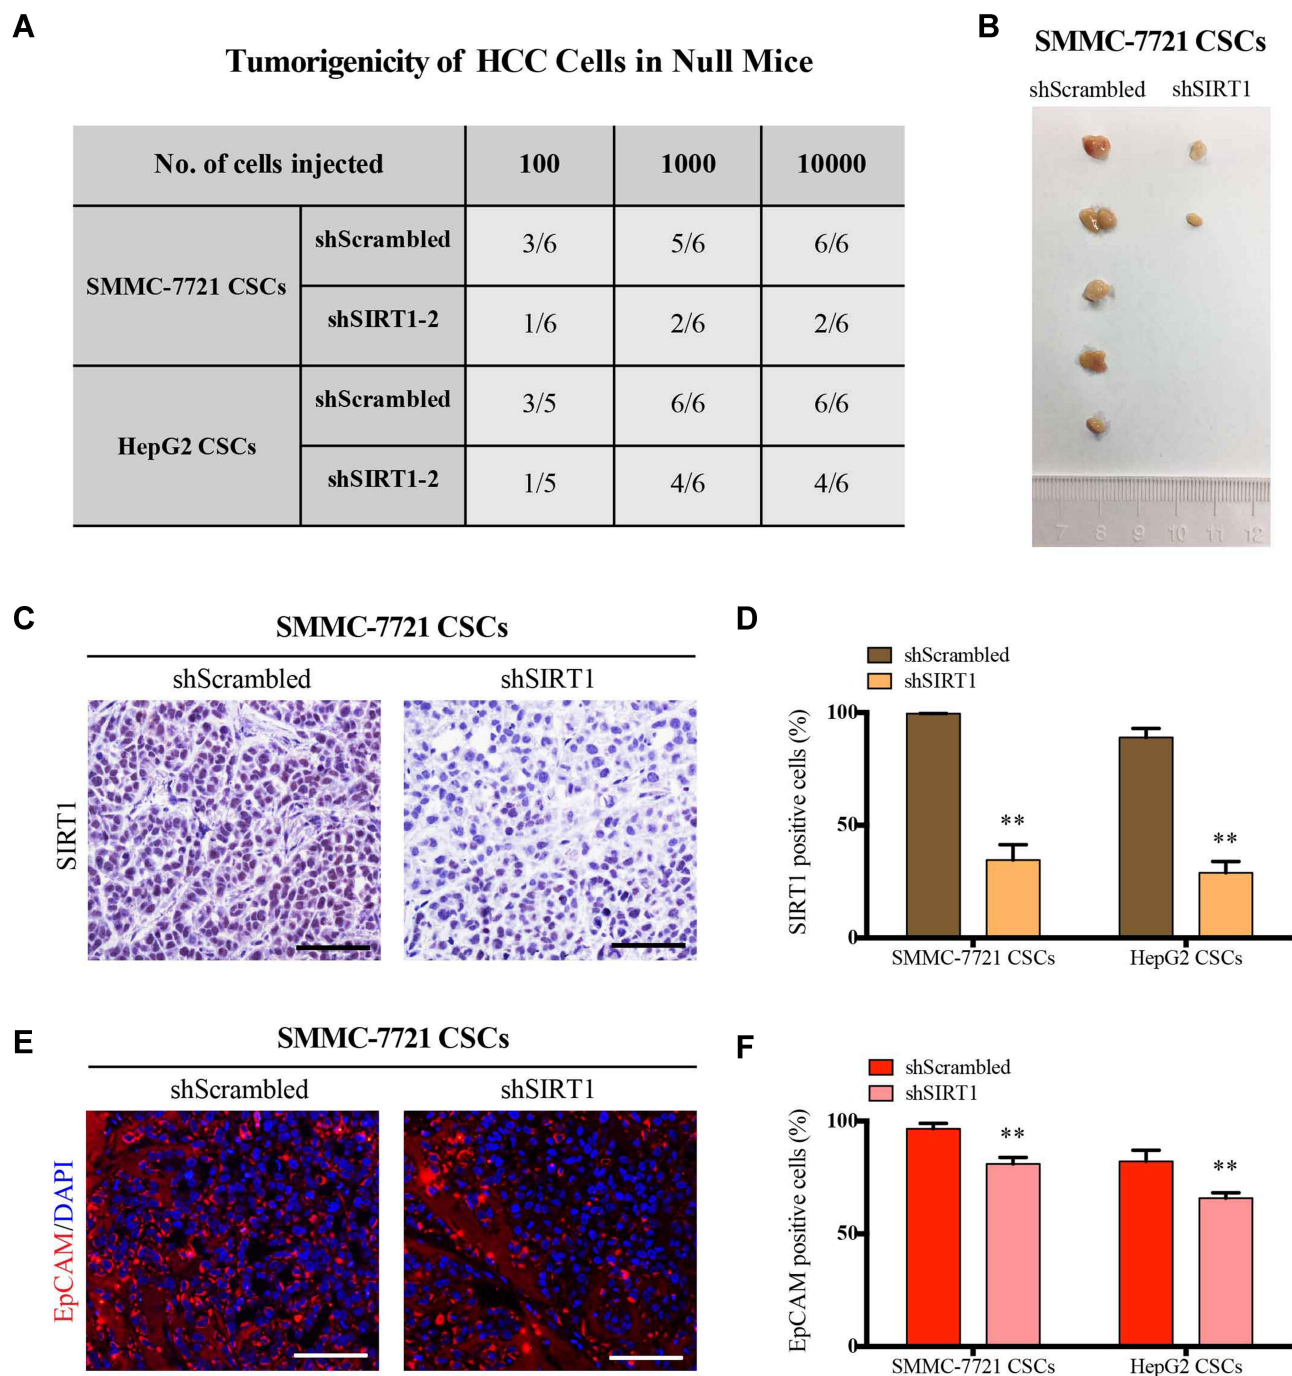 A
Tumorigenicity of HCC Cells in Null Mice
No. of cells injected 100 1000 10000
SMMC-7721 CSCs
shScrambled 3/6 5/6 6/6
shSIRT1-2 1/6 2/6 2/6
HepG2 CSCs
shScrambled 3/5 6/6 6/6
shSIRT1-2 1/5 4/6 4/6
B
SMMC-7721 CSCs
shScrambled shSIRT1
7 8 9 10 11 12
C
SMMC-7721 CSCs
shScrambled shSIRT1
SIRT1
D
shScrambled
shSIRT1
SIRT1 positive cells (%)
100
50
0
** **
SMMC-7721 CSCs HepG2 CSCs
E
SMMC-7721 CSCs
shScrambled shSIRT1
EpCAM/DAPI
F
shScrambled
shSIRT1
EpCAM positive cells (%)
100
50
0
** **
SMMC-7721 CSCs HepG2 CSCs